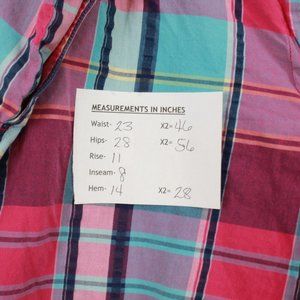 MEASUREMENTS IN INCHES
Waist- 23 X2= 46
Hips- 28 X2= 56
Rise- 11
Inseam- 8
Hem- 14 X2= 28